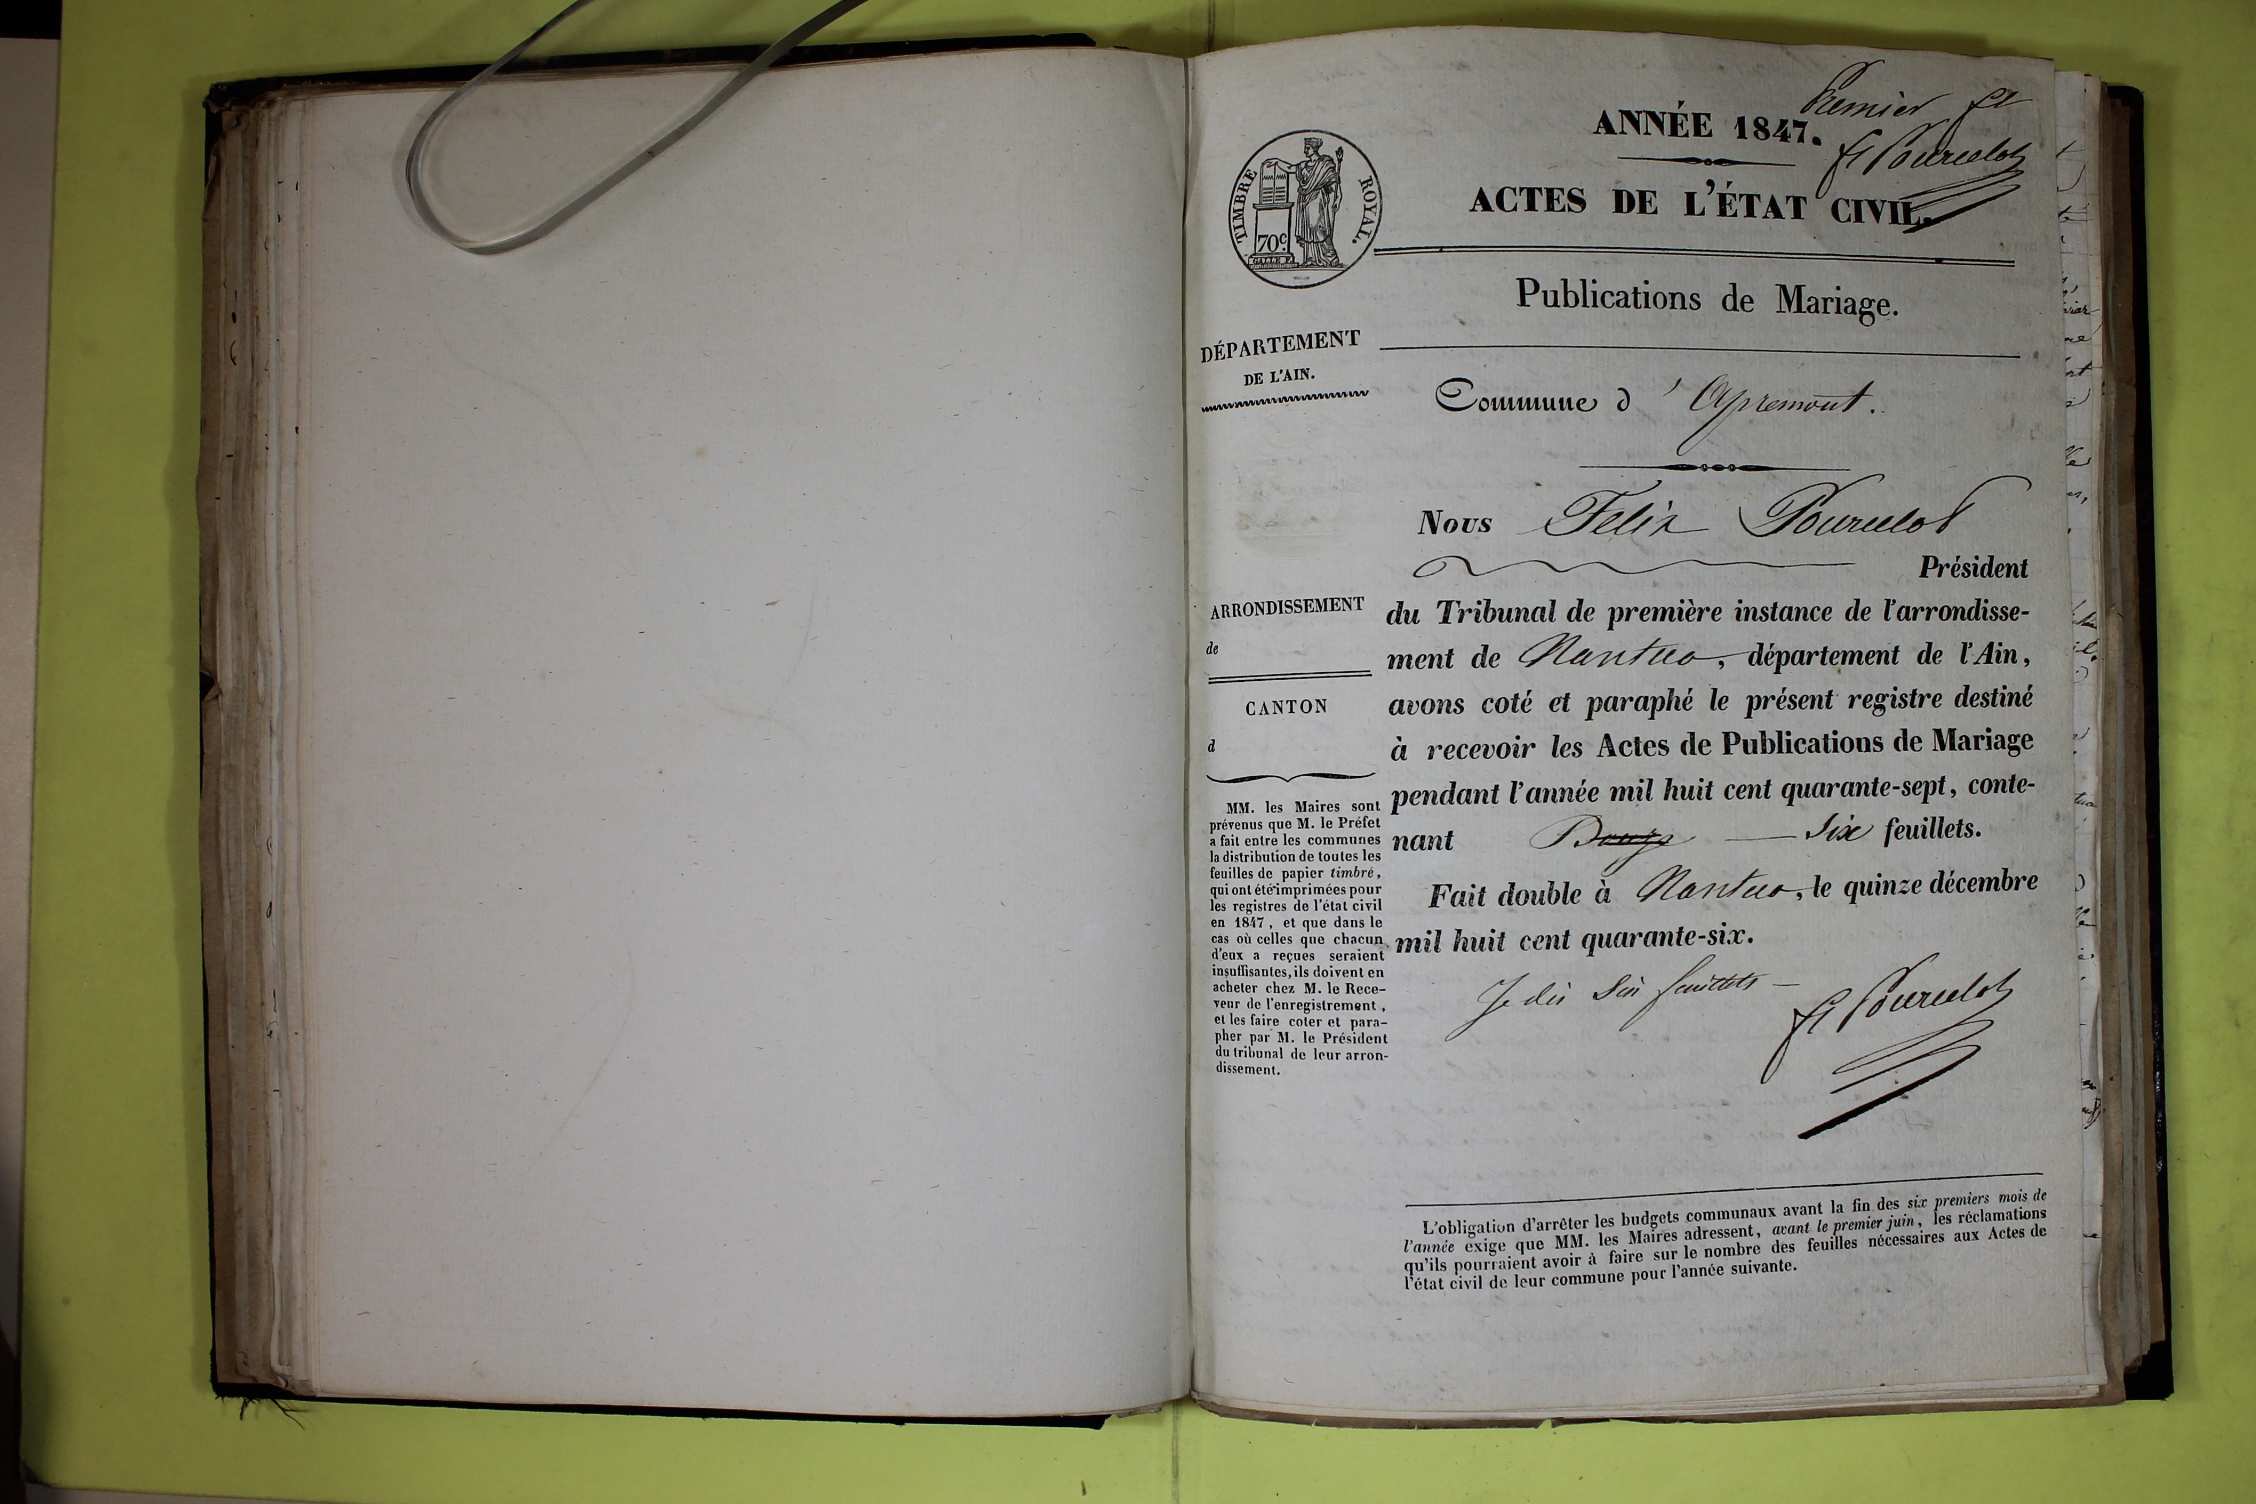 Premier ft
ft Pourcelot
ANNÉE 1847.
ACTES DE L'ÉTAT CIVIL.
TIMBRE ROYAL.
70c.
GALLE F.
Publications de Mariage.
DÉPARTEMENT
DE L'AIN.
Commune d'Apremont.
Nous Felix Pourcelot
Président
du Tribunal de première instance de l'arrondisse-
ment de Nantua, département de l'Ain,
avons coté et paraphé le présent registre destiné
à recevoir les Actes de Publications de Mariage
pendant l'année mil huit cent quarante-sept, conte-
nant Douze Six feuillets.
Fait double à Nantua, le quinze décembre
mil huit cent quarante-six.
Je dis Six feuillets
ft Pourcelot
ARRONDISSEMENT
de
CANTON
d
MM. les Maires sont
prévenus que M. le Préfet
a fait entre les communes
la distribution de toutes les
feuilles de papier timbré,
qui ont été imprimées pour
les registres de l'état civil
en 1847, et que dans le
cas où celles que chacun
d'eux a reçues seraient
insuffisantes, ils doivent en
acheter chez M. le Rece-
veur de l'enregistrement,
et les faire coter et para-
pher par M. le Président
du tribunal de leur arron-
dissement.
L'obligation d'arrêter les budgets communaux avant la fin des six premiers mois de
l'année exige que MM. les Maires adressent, avant le premier juin, les réclamations
qu'ils pourraient avoir à faire sur le nombre des feuilles nécessaires aux Actes de
l'état civil de leur commune pour l'année suivante.